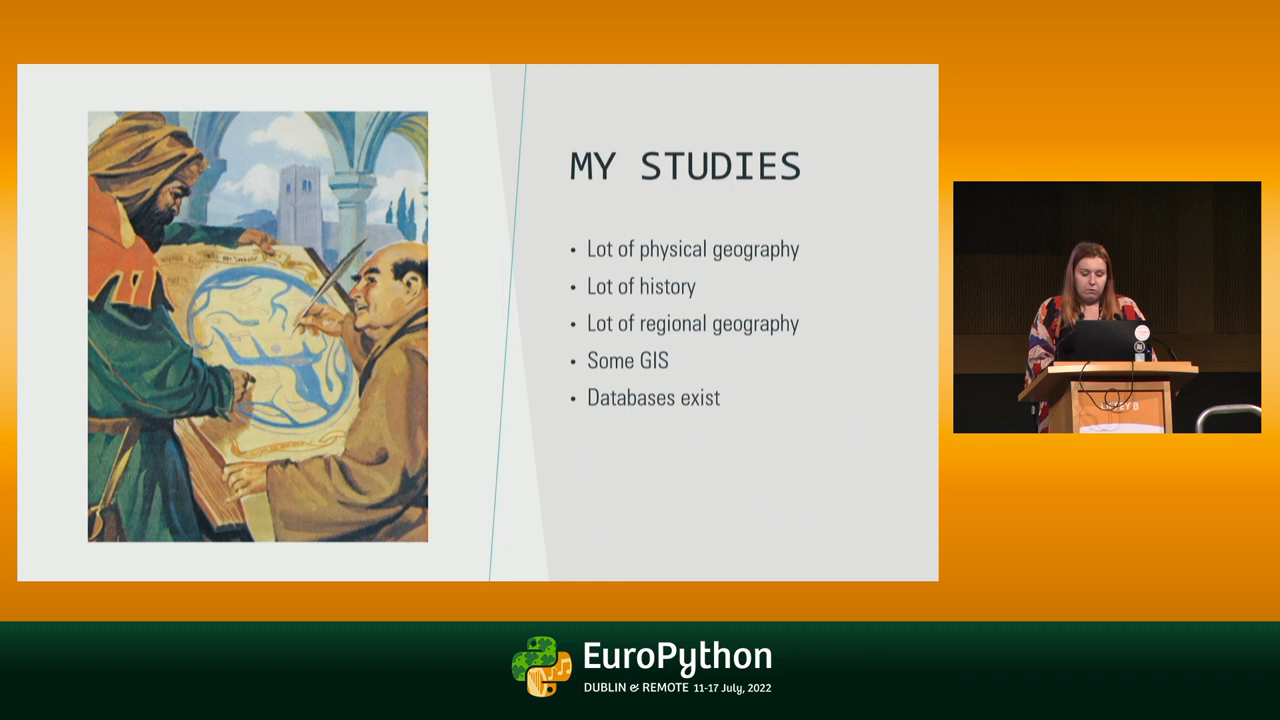 MY STUDIES
• Lot of physical geography
• Lot of history
• Lot of regional geography
• Some GIS
• Databases exist
LIFFEY B
EuroPython
DUBLIN & REMOTE 11-17 July, 2022